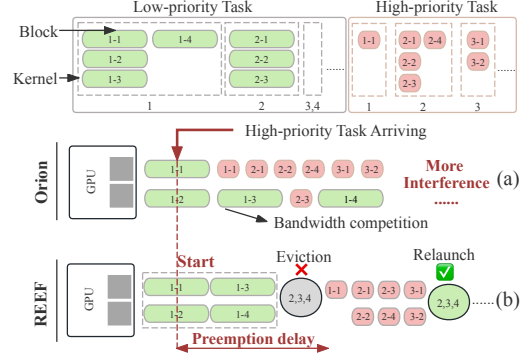 Low-priority Task
High-priority Task
Block
Kernel
1-1 1-4 2-1
1-2 2-2
1-3 2-3
1 2 3,4
......
1-1 2-1 2-4 3-1
2-2 3-2
2-3
1 2 3
High-priority Task Arriving
Orion
GPU
1-1 1-1 2-1 2-2 2-4 3-1 3-2
1-2 1-3 2-3 1-4
More
Interference
......
(a)
Bandwidth competition
REEF
GPU
Start
Eviction
Relaunch
1-1 1-3
1-2 1-4
2,3,4
1-1 2-1 2-3 3-1
2-2 2-4 3-2
2,3,4
......
(b)
Preemption delay